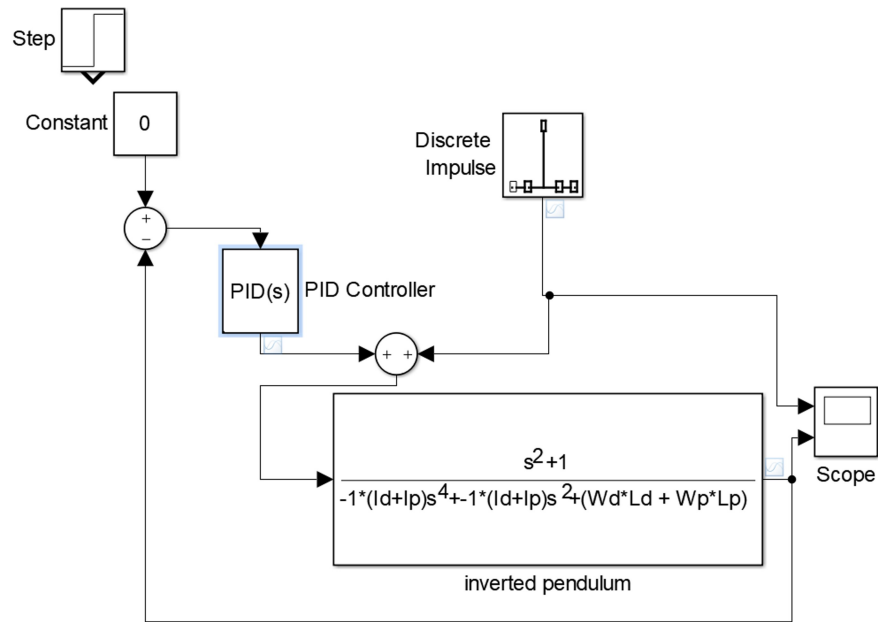 Step
Constant
0
Discrete
Impulse
+
−
PID(s)
PID Controller
+ +
s2+1
-1*(Id+Ip)s4+-1*(Id+Ip)s2+(Wd*Ld + Wp*Lp)
Scope
inverted pendulum